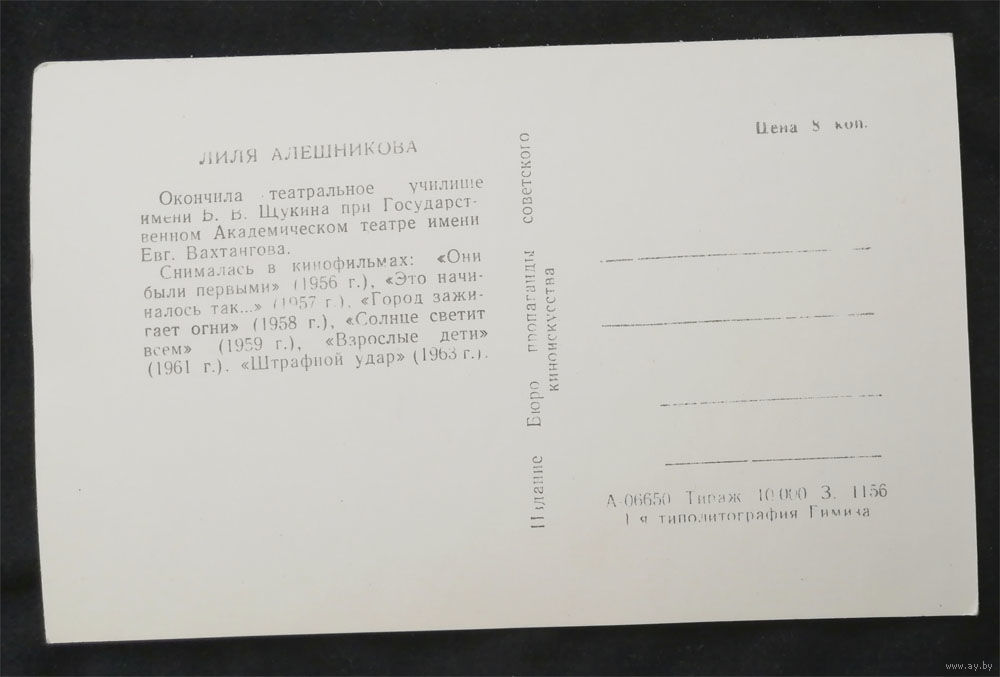 ЛИЛЯ АЛЕШНИКОВА
Окончила театральное училище
имени Б. В. Щукина при Государст-
венном Академическом театре имени
Евг. Вахтангова.
Снималась в кинофильмах: «Они
были первыми» (1956 г.), «Это начи-
налось так...» (1957 г.), «Город зажи-
гает огни» (1958 г.), «Солнце светит
всем» (1959 г.), «Взрослые дети»
(1961 г.). «Штрафной удар» (1963 г.).
Издание Бюро пропаганды советского
киноискусства
Цена 8 коп.
А-06650 Тираж 10.000 З. 1156
1-я типолитография Гимиза
www.ay.by